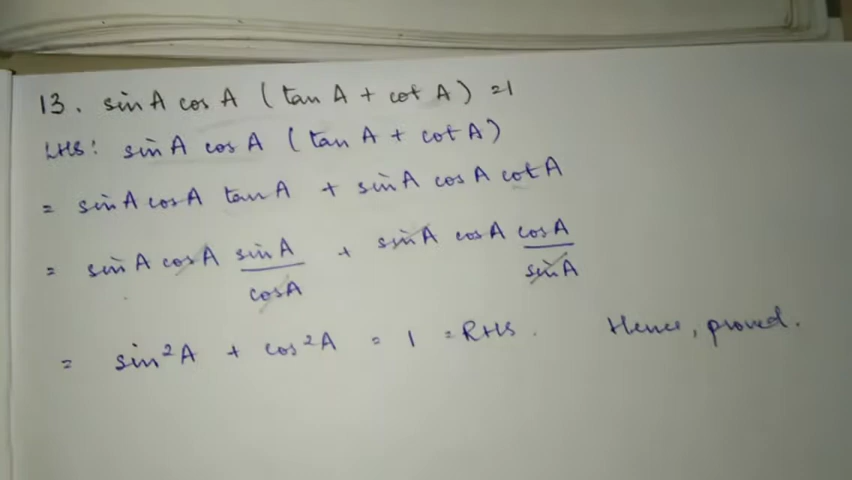 13. sin A cos A (tan A + cot A) = 1
LHS: sin A cos A (tan A + cot A)
= sin A cos A tan A + sin A cos A cot A
= sin A cos A sin A/cos A + sin A cos A cos A/sin A
= sin²A + cos²A = 1 = RHS. Hence, proved.